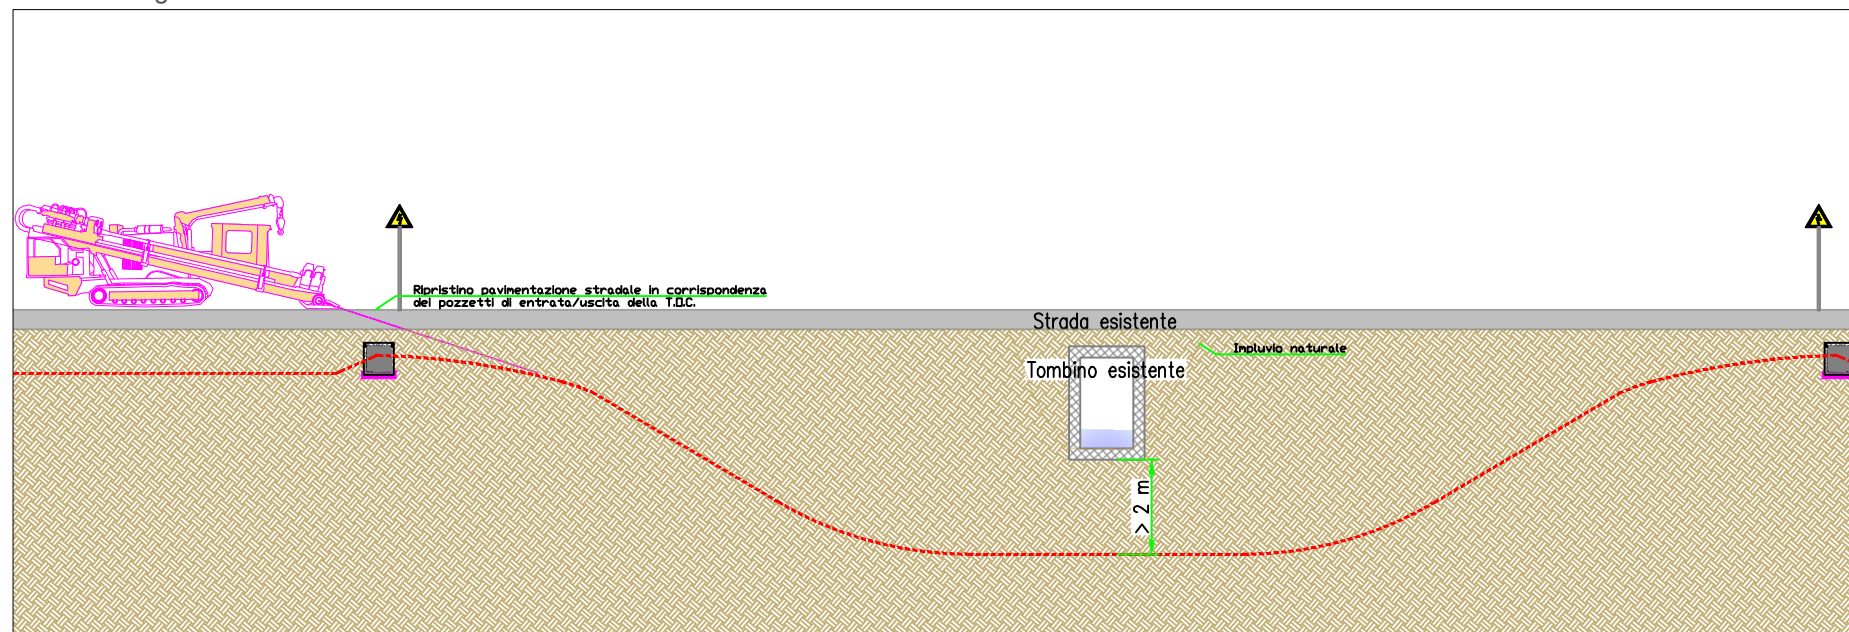 Ripristino pavimentazione stradale in corrispondenza
dei pozzetti di entrata/uscita della T.O.C.
Strada esistente
Impluvio naturale
Tombino esistente
> 2 m